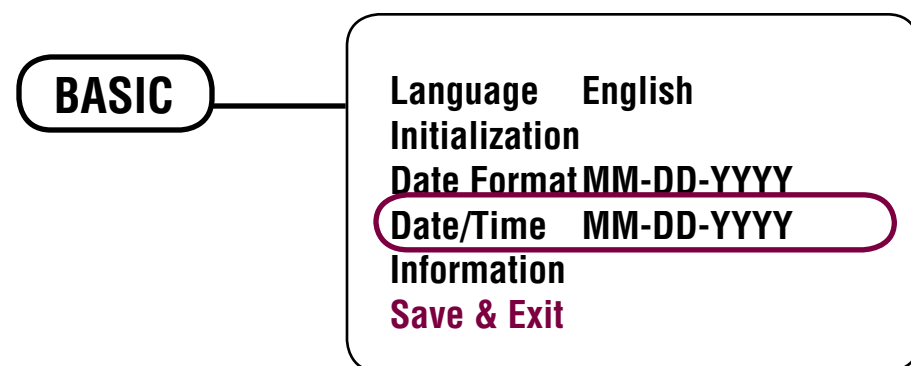 BASIC
Language English
Initialization
Date Format MM-DD-YYYY
Date/Time MM-DD-YYYY
Information
Save & Exit